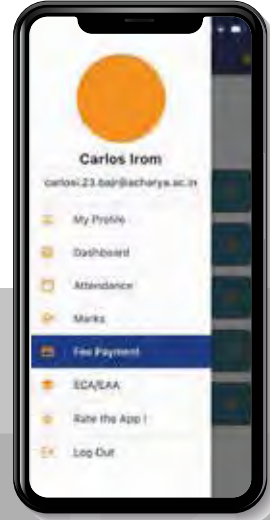 Carlos Irom
carlosi.23.bajr@acharya.ac.in
My Profile
Dashboard
Attendance
Marks
Fee Payment
ECA/EAA
Rate the App !
Log Out